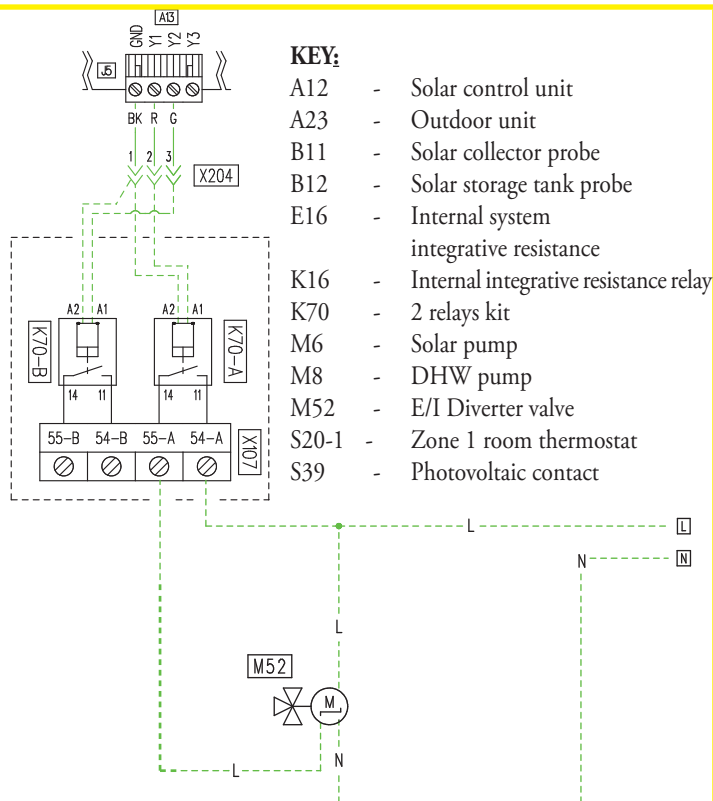 A13
GND Y1 Y2 Y3
J5
BK R G
1 2 3
X204
A2 A1 A2 A1
K70-B
K70-A
14 11 14 11
55-B 54-B 55-A 54-A
X107
KEY:
A12 - Solar control unit
A23 - Outdoor unit
B11 - Solar collector probe
B12 - Solar storage tank probe
E16 - Internal system
integrative resistance
K16 - Internal integrative resistance relay
K70 - 2 relays kit
M6 - Solar pump
M8 - DHW pump
M52 - E/I Diverter valve
S20-1 - Zone 1 room thermostat
S39 - Photovoltaic contact
L L
N N
L
M52
M
N
L